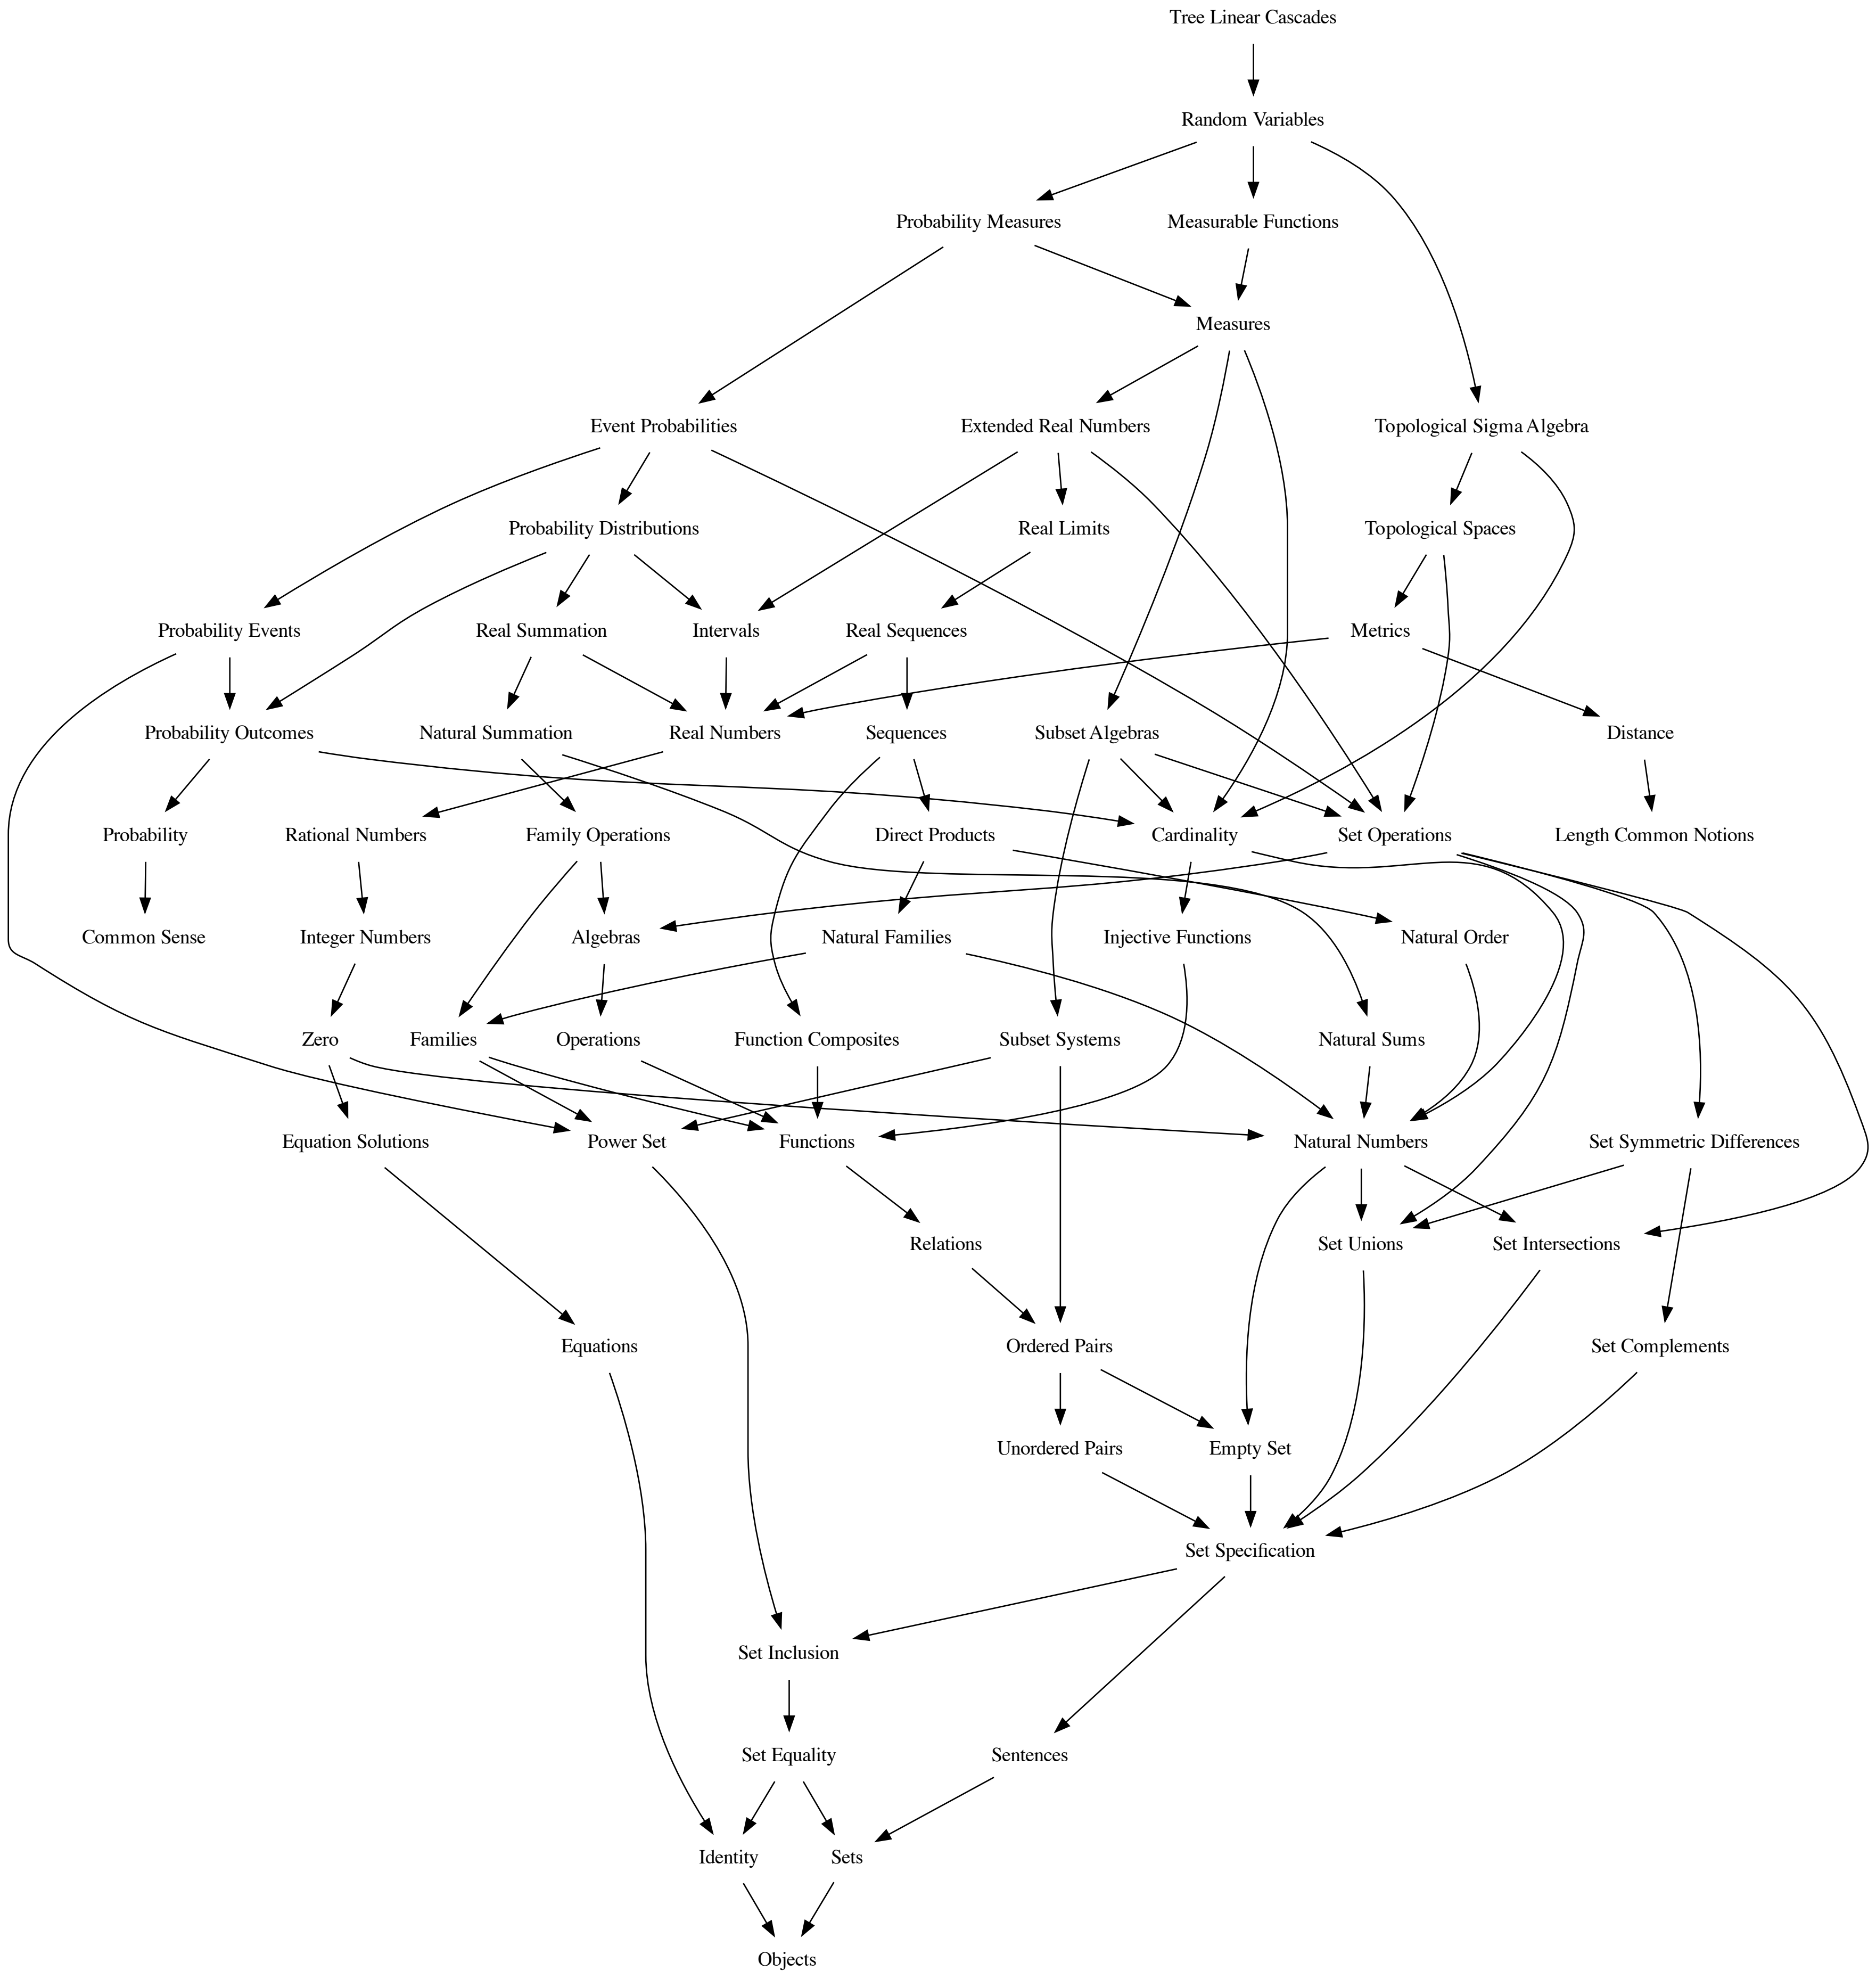 Tree Linear Cascades
Random Variables
Probability Measures
Measurable Functions
Measures
Event Probabilities
Extended Real Numbers
Topological Sigma Algebra
Probability Distributions
Real Limits
Topological Spaces
Probability Events
Real Summation
Intervals
Real Sequences
Metrics
Probability Outcomes
Natural Summation
Real Numbers
Sequences
Subset Algebras
Distance
Probability
Rational Numbers
Family Operations
Direct Products
Cardinality
Set Operations
Length Common Notions
Common Sense
Integer Numbers
Algebras
Natural Families
Injective Functions
Natural Order
Zero
Families
Operations
Function Composites
Subset Systems
Natural Sums
Equation Solutions
Power Set
Functions
Natural Numbers
Set Symmetric Differences
Relations
Set Unions
Set Intersections
Equations
Ordered Pairs
Set Complements
Unordered Pairs
Empty Set
Set Specification
Set Inclusion
Set Equality
Sentences
Identity
Sets
Objects